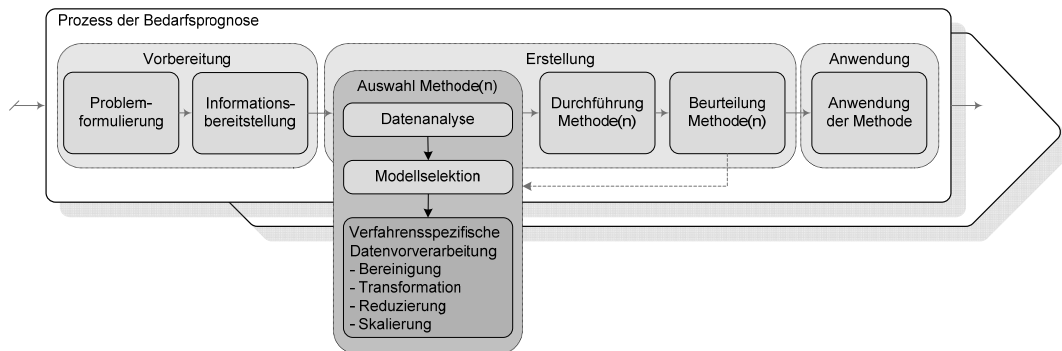 Prozess der Bedarfsprognose
Vorbereitung
Problem-
formulierung
Informations-
bereitstellung
Erstellung
Auswahl Methode(n)
Datenanalyse
Modellselektion
Verfahrensspezifische
Datenvorverarbeitung
- Bereinigung
- Transformation
- Reduzierung
- Skalierung
Durchführung
Methode(n)
Beurteilung
Methode(n)
Anwendung
Anwendung
der Methode